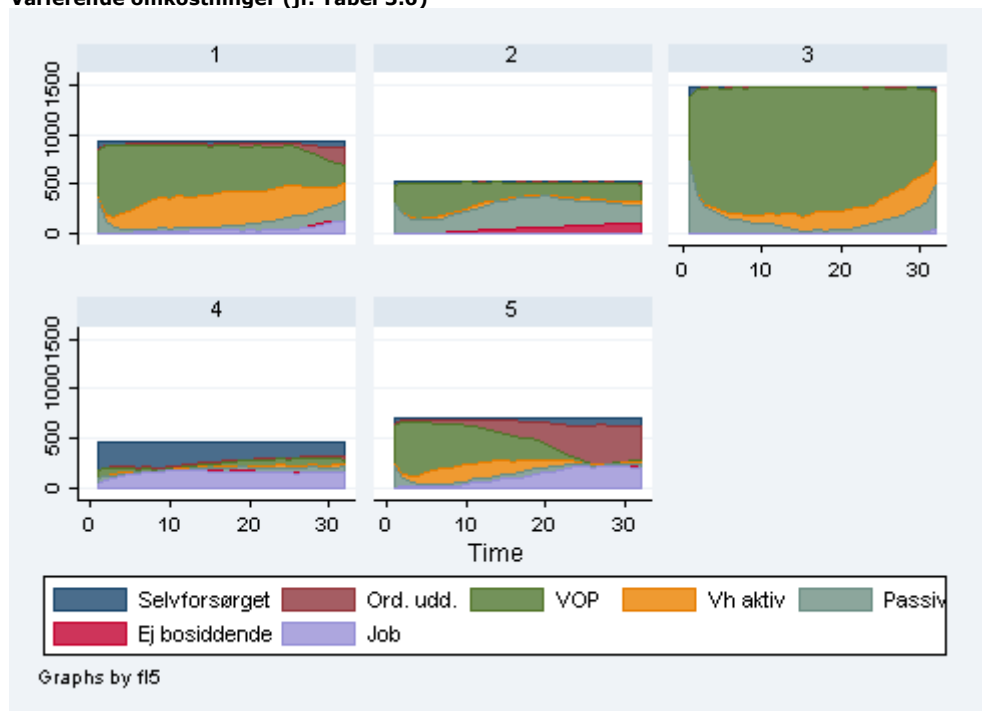 Varierende omkostninger (jf. Tabel 5.6)
1 2 3
1500
1000
500
0
0 10 20 30
4 5
1500
1000
500
0
0 10 20 30 0 10 20 30
Time
Selvforsørget Ord. udd. VOP Vh aktiv Passiv
Ej bosiddende Job
Graphs by fl5